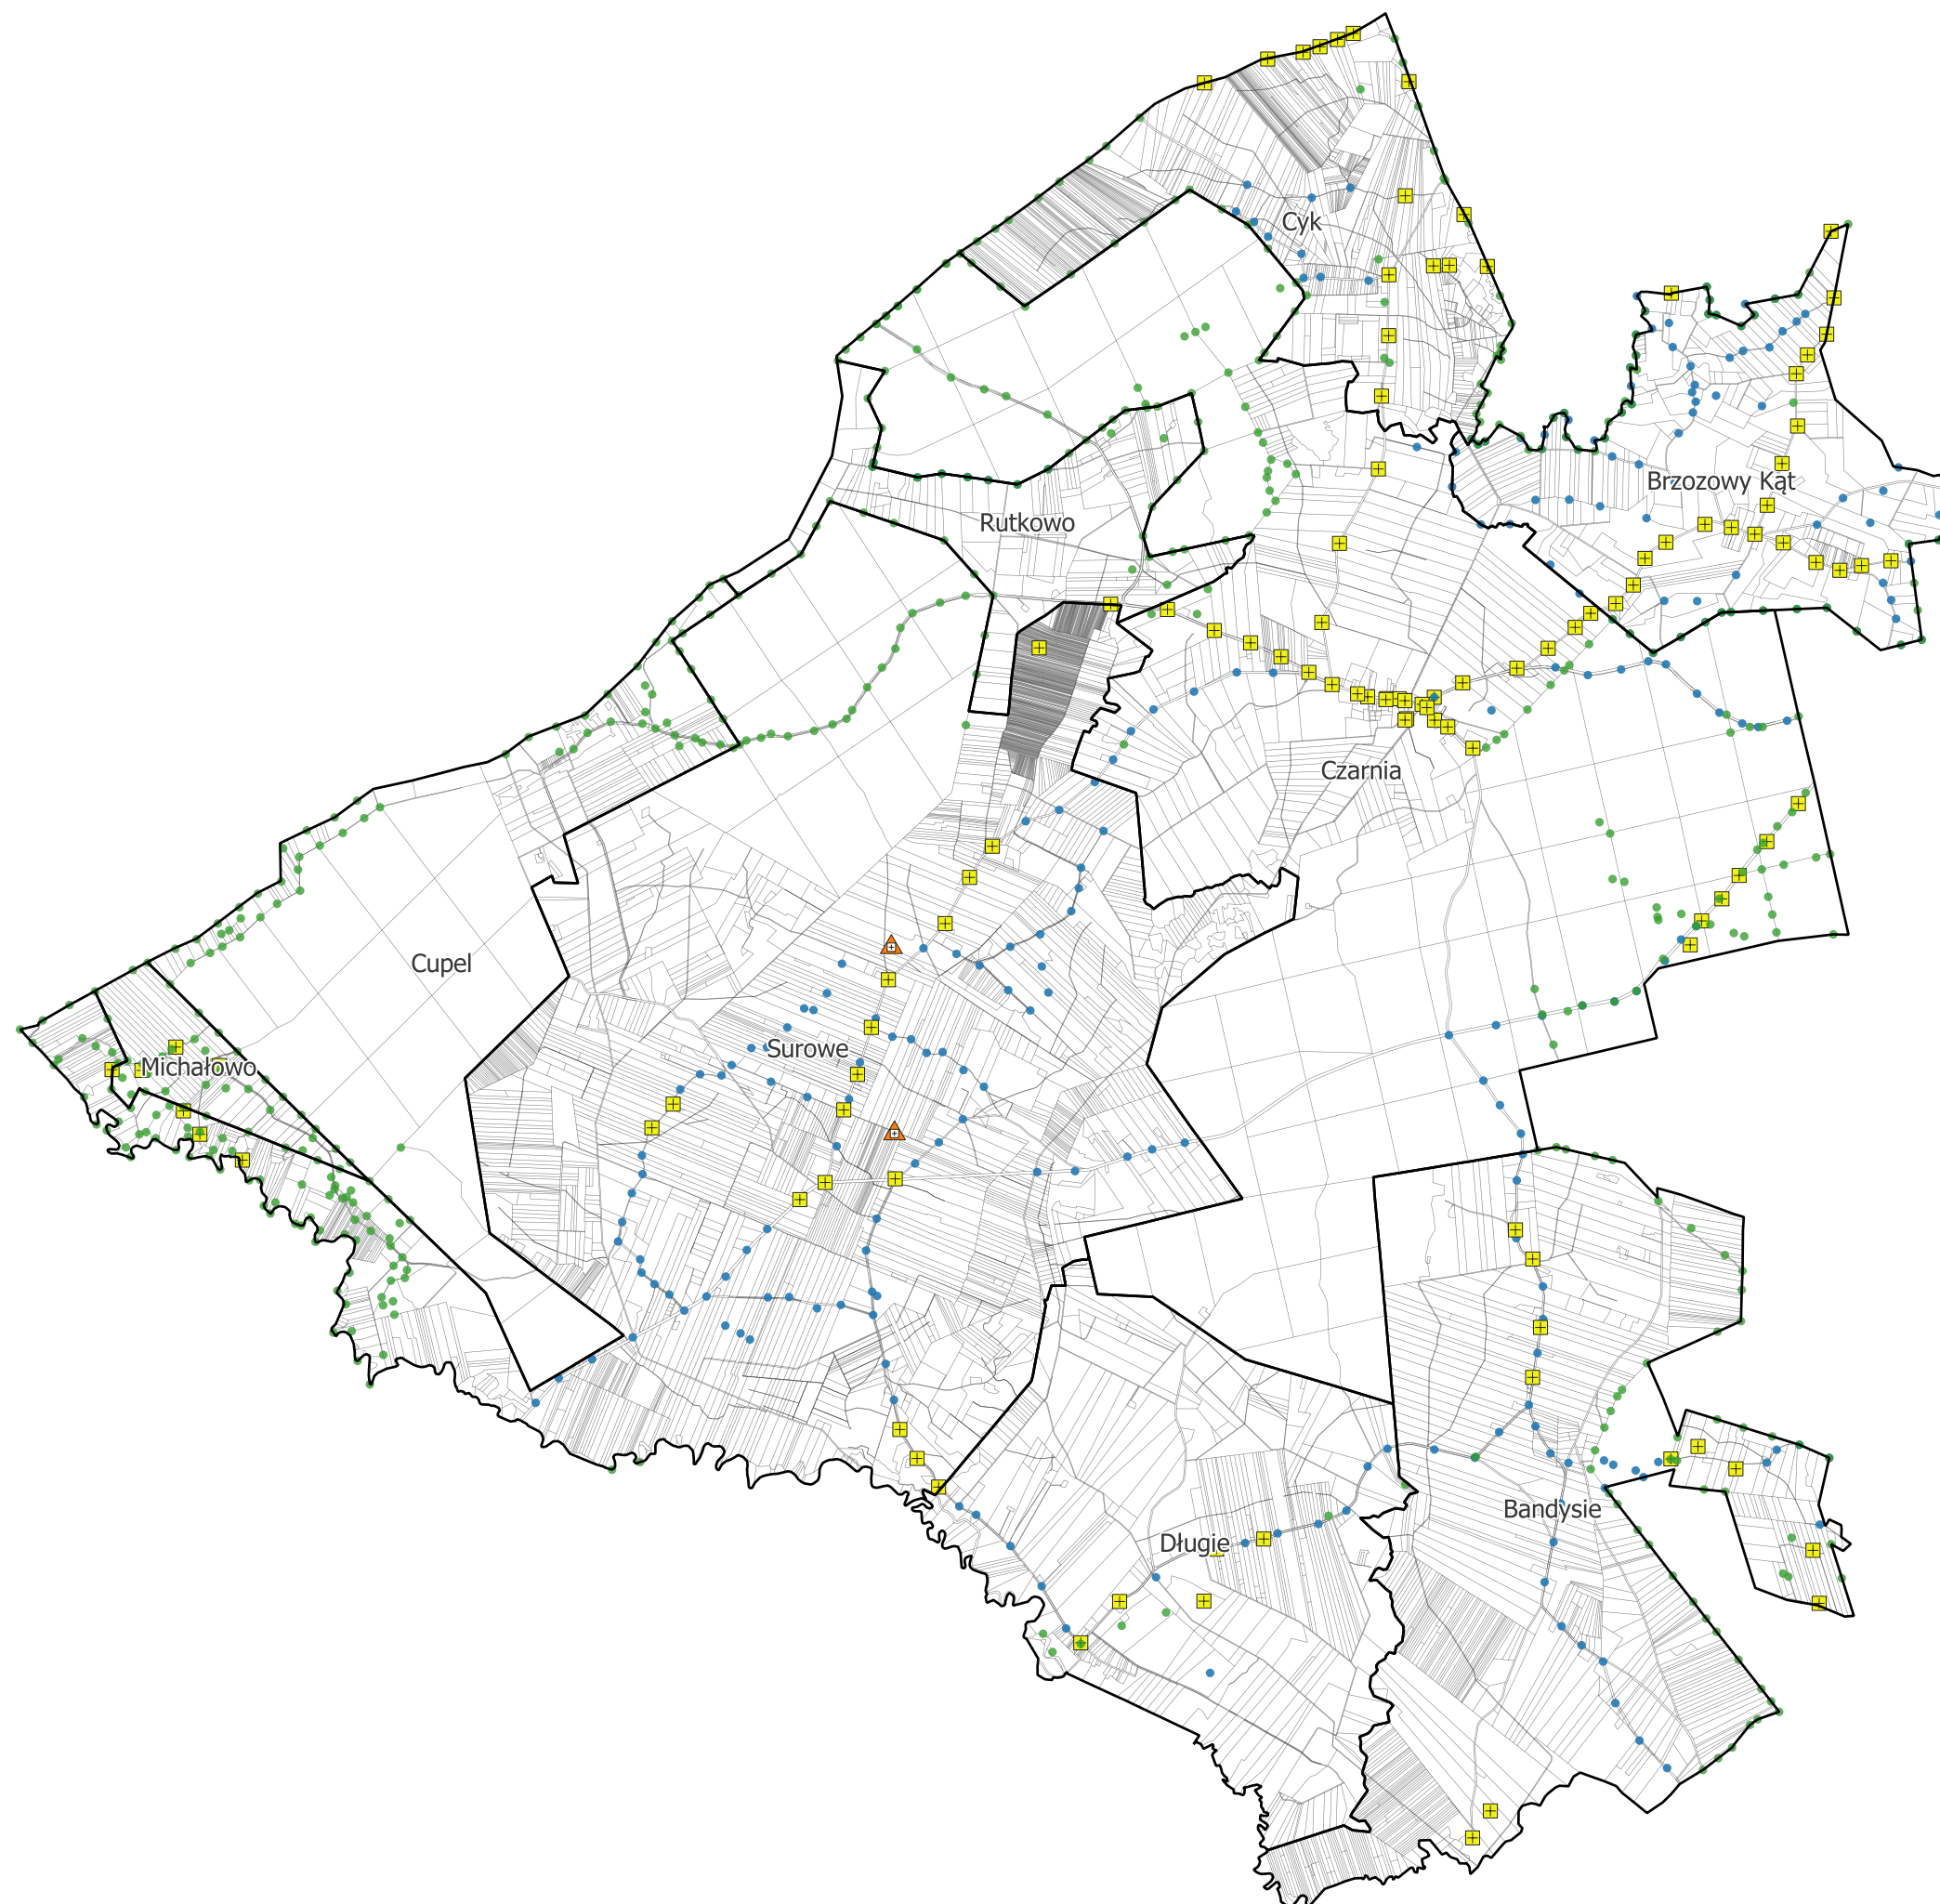 Cyk
Brzozowy Kąt
Rutkowo
Czarnia
Cupel
Surowe
Michałowo
Bandysie
Długie